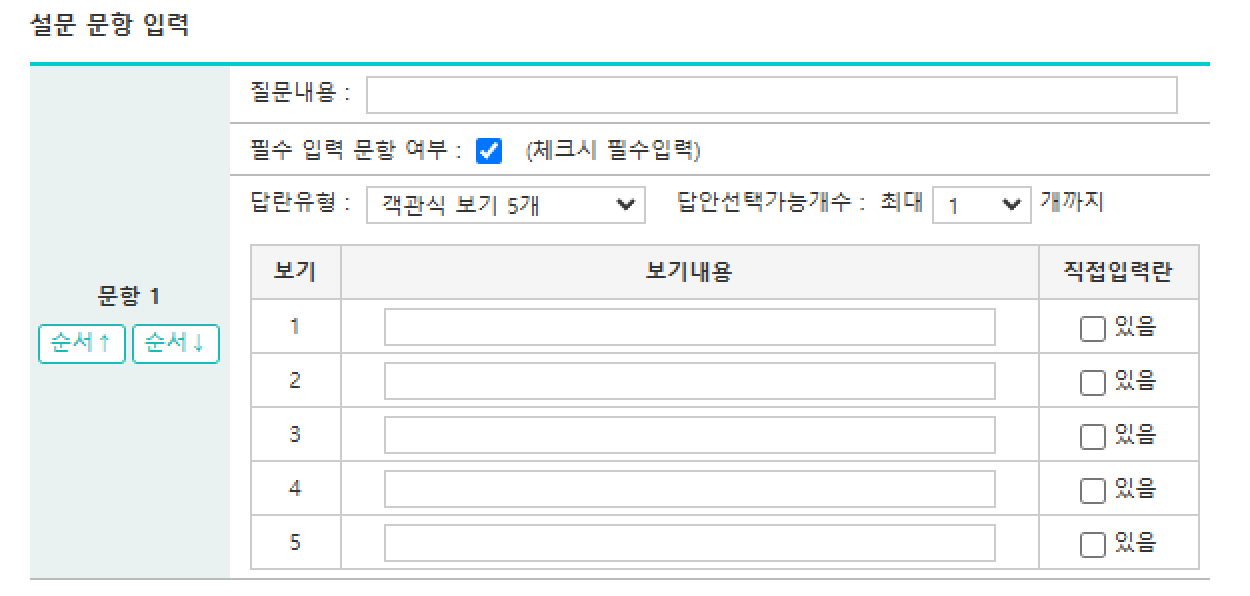 설문 문항 입력
질문내용 :
필수 입력 문항 여부 : (체크시 필수입력)
답란유형 : 객관식 보기 5개 답안선택가능개수 : 최대 1 개까지
문항 1
순서↑ 순서↓
보기 보기내용 직접입력란
1 있음
2 있음
3 있음
4 있음
5 있음